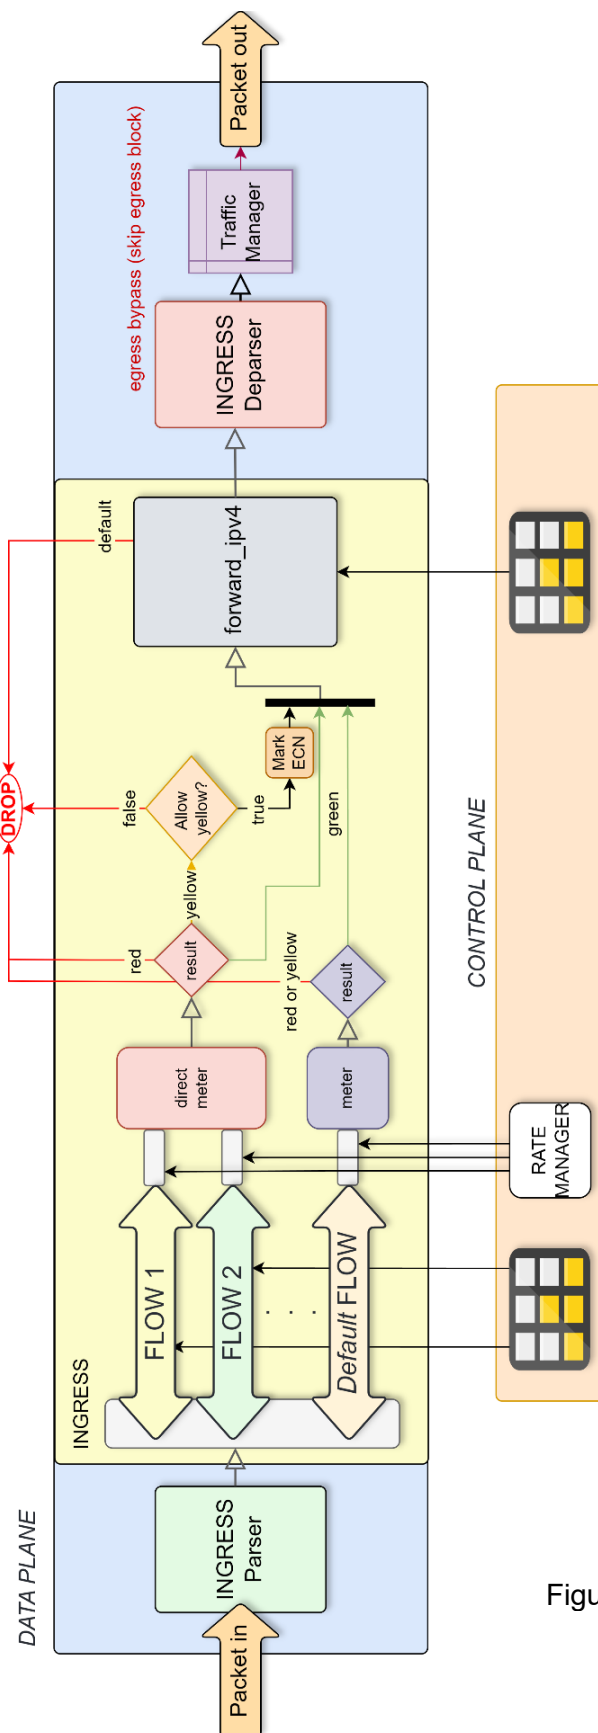 DATA PLANE
Packet in
INGRESS
Parser
INGRESS
FLOW 1
FLOW 2
. . .
Default FLOW
direct
meter
meter
result
result
red
yellow
red or yellow
green
Allow
yellow?
false
true
DROP
Mark
ECN
default
forward_ipv4
INGRESS
Deparser
egress bypass (skip egress block)
Traffic
Manager
Packet out
CONTROL PLANE
RATE
MANAGER
Figu